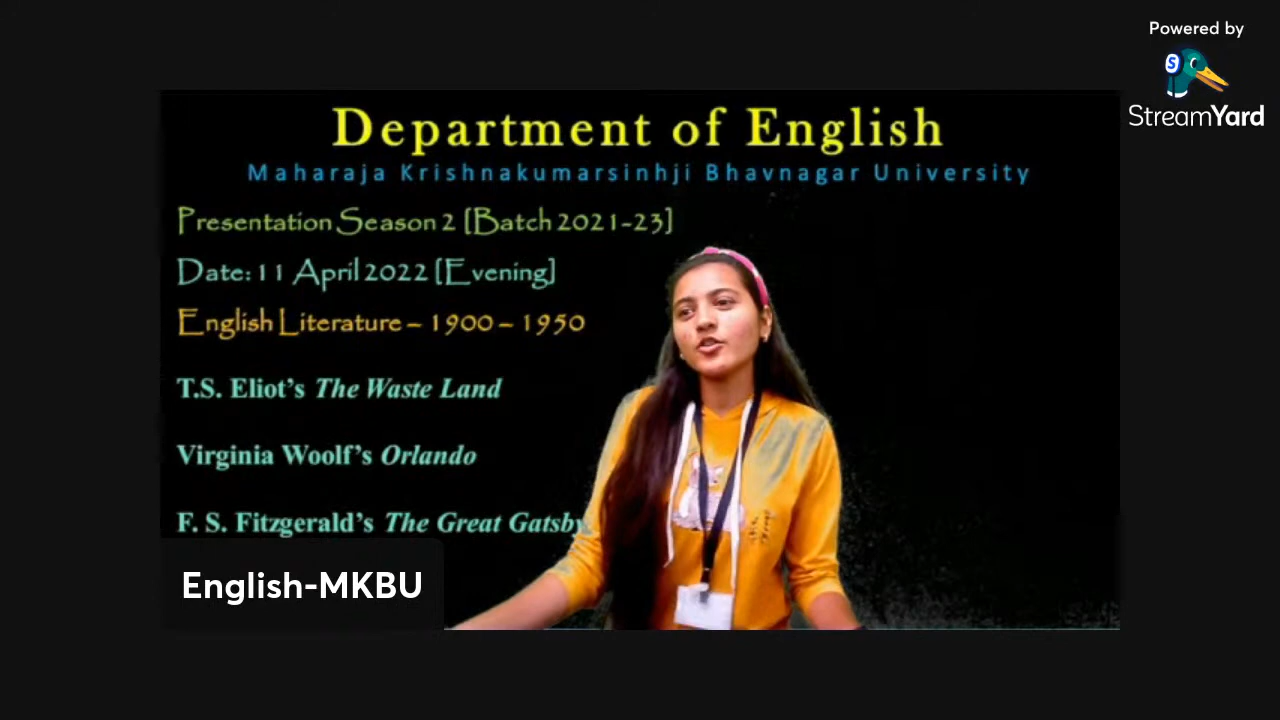 Powered by
S
StreamYard
Department of English
Maharaja Krishnakumarsinhji Bhavnagar University
Presentation Season 2 [Batch 2021-23]
Date: 11 April 2022 [Evening]
English Literature – 1900 – 1950
T.S. Eliot's The Waste Land
Virginia Woolf's Orlando
F. S. Fitzgerald's The Great Gatsby
English-MKBU